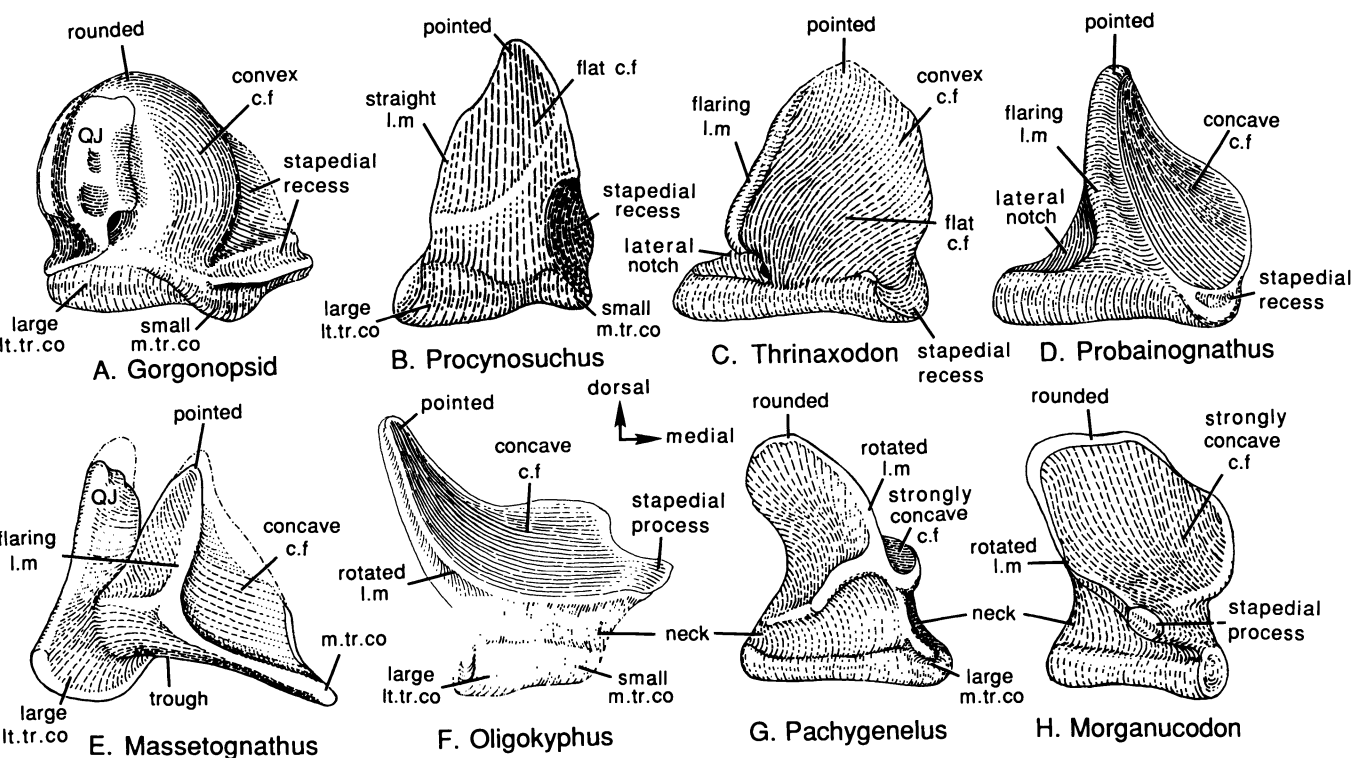 rounded
convex
c.f
QJ
stapedial
recess
large
lt.tr.co
small
m.tr.co
A. Gorgonopsid
pointed
flat c.f
straight
l.m
stapedial
recess
large
lt.tr.co
small
m.tr.co
B. Procynosuchus
pointed
convex
c.f
flaring
l.m
lateral
notch
flat
c.f
stapedial
recess
C. Thrinaxodon
pointed
flaring
l.m
concave
c.f
lateral
notch
stapedial
recess
D. Probainognathus
dorsal
medial
pointed
QJ
flaring
l.m
concave
c.f
m.tr.co
trough
large
lt.tr.co
E. Massetognathus
pointed
concave
c.f
stapedial
process
rotated
l.m
neck
large
lt.tr.co
small
m.tr.co
F. Oligokyphus
rounded
rotated
l.m
strongly
concave
c.f
neck
large
m.tr.co
G. Pachygenelus
rounded
strongly
concave
c.f
rotated
l.m
stapedial
process
H. Morganucodon